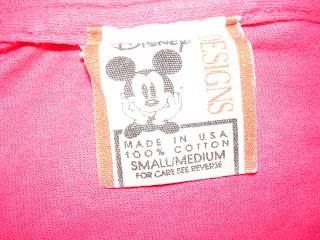 DISNEY
DESIGNS
MADE IN U.S.A.
100% COTTON
SMALL/MEDIUM
FOR CARE SEE REVERSE